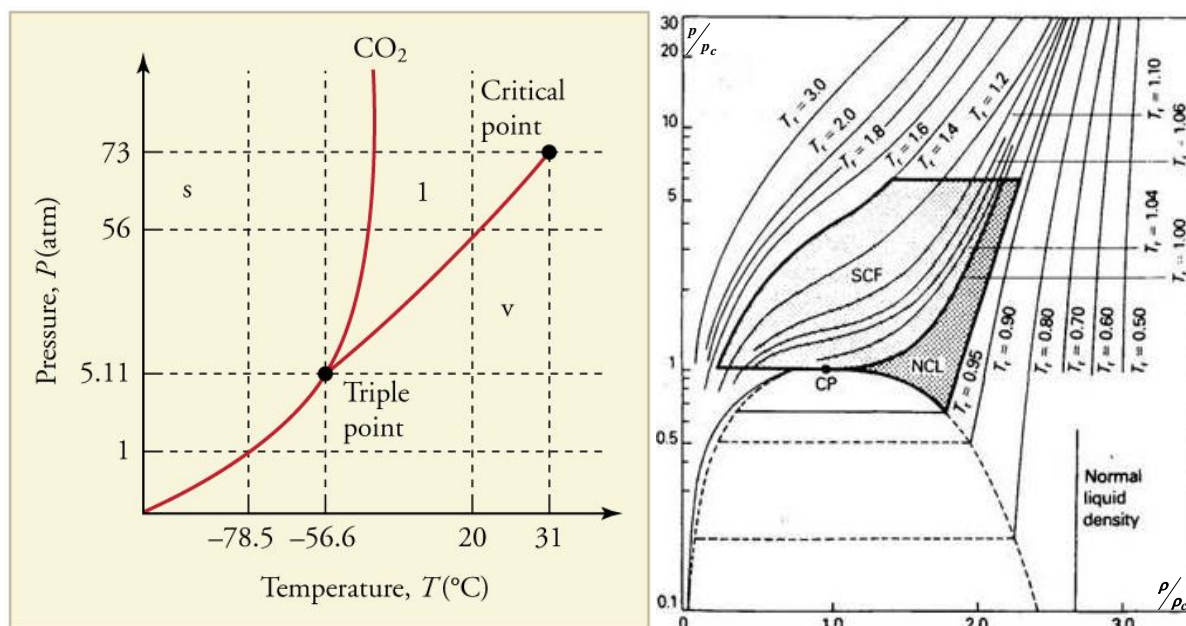 CO₂
Critical
point
73
s
l
56
v
Pressure, P (atm)
5.11
Triple
point
1
−78.5
−56.6
20
31
Temperature, T (°C)
30
p/pc
20
10
5
2
1
0.5
0.1
Tr = 3.0
Tr = 2.0
Tr = 1.8
Tr = 1.6
Tr = 1.4
Tr = 1.2
Tr = 1.10
Tr = 1.06
Tr = 1.04
Tr = 1.00
SCF
NCL
CP
Tr = 0.95
Tr = 0.90
Tr = 0.80
Tr = 0.70
Tr = 0.60
Tr = 0.50
Normal
liquid
density
ρ/ρc
0
1.0
2.0
3.0